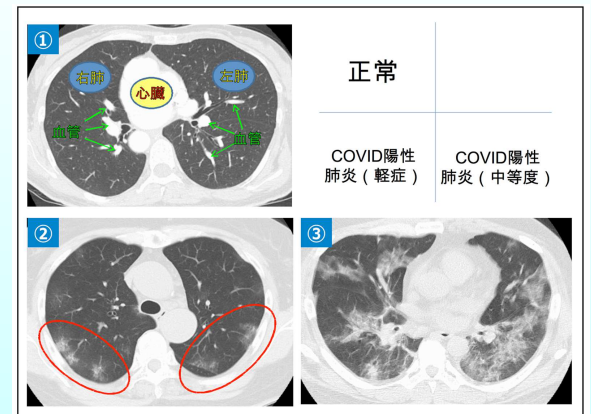 ①
右肺
心臓
左肺
血管
血管
正常
COVID陽性
肺炎(軽症)
COVID陽性
肺炎(中等度)
②
③